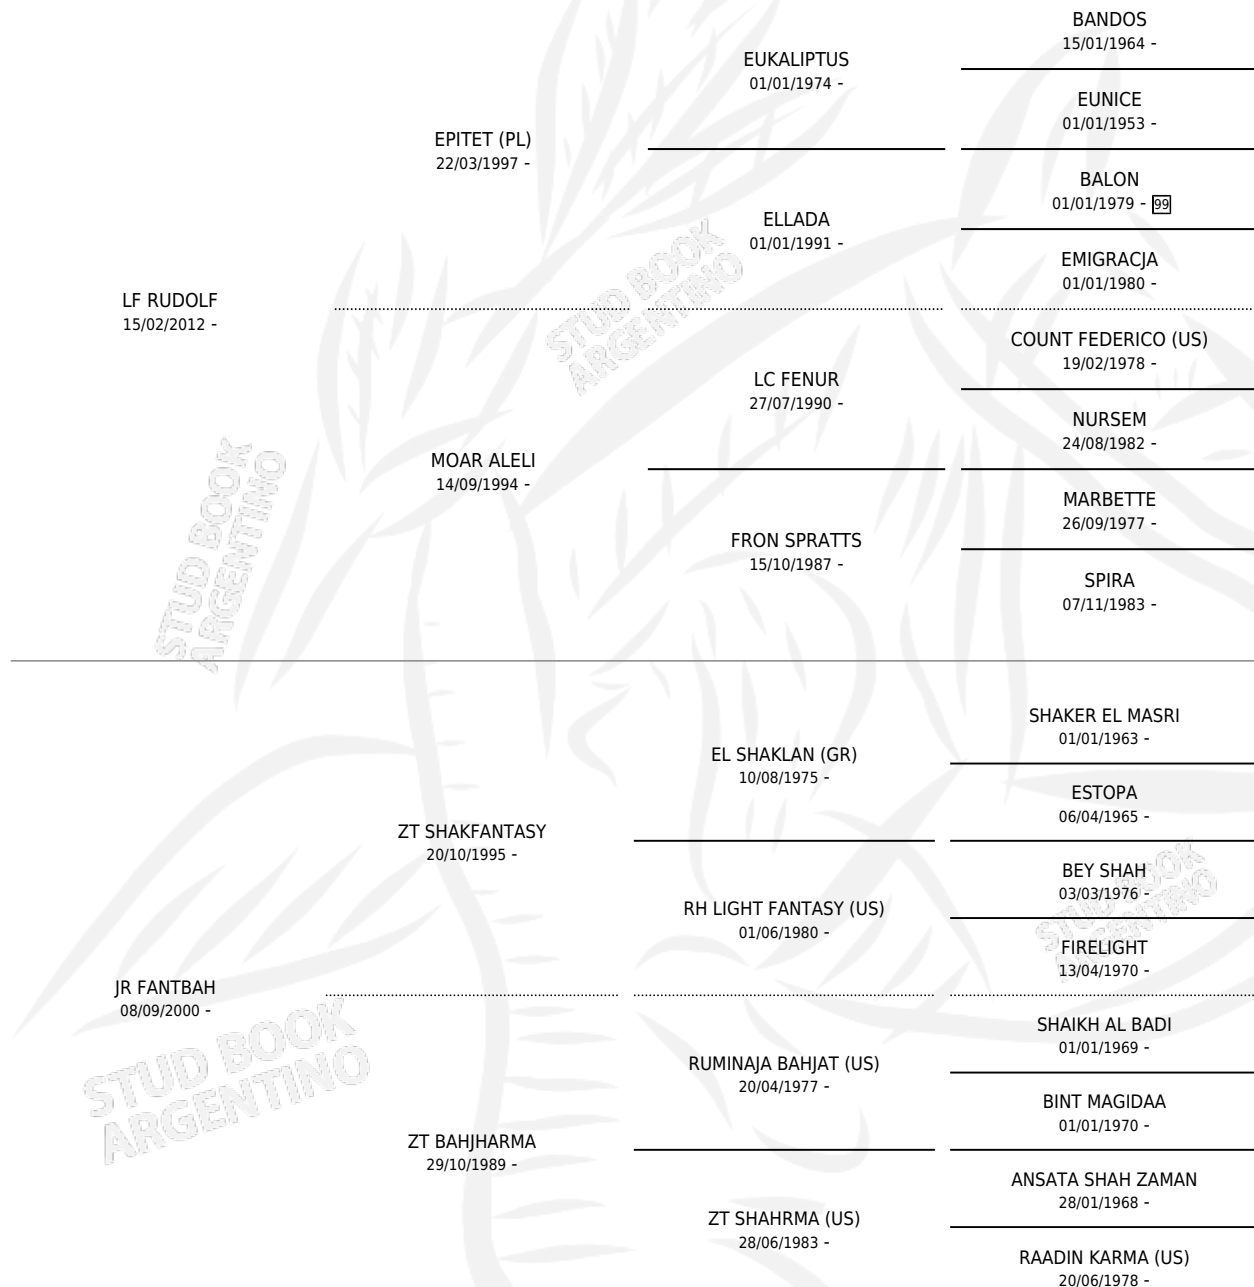 BANDOS
15/01/1964 -
EUKALIPTUS
01/01/1974 -
EUNICE
01/01/1953 -
EPITET (PL)
22/03/1997 -
BALON
01/01/1979 - 99
ELLADA
01/01/1991 -
EMIGRACJA
01/01/1980 -
LF RUDOLF
15/02/2012 -
COUNT FEDERICO (US)
19/02/1978 -
LC FENUR
27/07/1990 -
NURSEM
24/08/1982 -
MOAR ALELI
14/09/1994 -
MARBETTE
26/09/1977 -
FRON SPRATTS
15/10/1987 -
SPIRA
07/11/1983 -
SHAKER EL MASRI
01/01/1963 -
EL SHAKLAN (GR)
10/08/1975 -
ESTOPA
06/04/1965 -
ZT SHAKFANTASY
20/10/1995 -
BEY SHAH
03/03/1976 -
RH LIGHT FANTASY (US)
01/06/1980 -
FIRELIGHT
13/04/1970 -
JR FANTBAH
08/09/2000 -
SHAIKH AL BADI
01/01/1969 -
RUMINAJA BAHJAT (US)
20/04/1977 -
BINT MAGIDAA
01/01/1970 -
ZT BAHJHARMA
29/10/1989 -
ANSATA SHAH ZAMAN
28/01/1968 -
ZT SHAHRMA (US)
28/06/1983 -
RAADIN KARMA (US)
20/06/1978 -
STUD BOOK
ARGENTINO
STUD BOOK
ARGENTINO
STUD BOOK
ARGENTINO
STUD BOOK
ARGENTINO